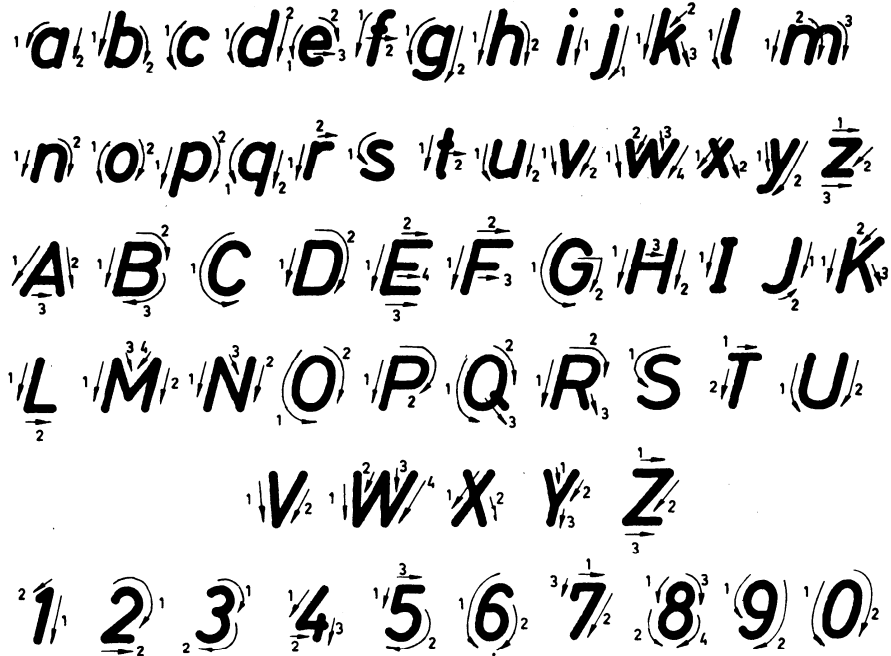 a b c d e f g h i j k l m
n o p q r s t u v w x y z
A B C D E F G H I J K
L M N O P Q R S T U
V W X Y Z
1 2 3 4 5 6 7 8 9 0